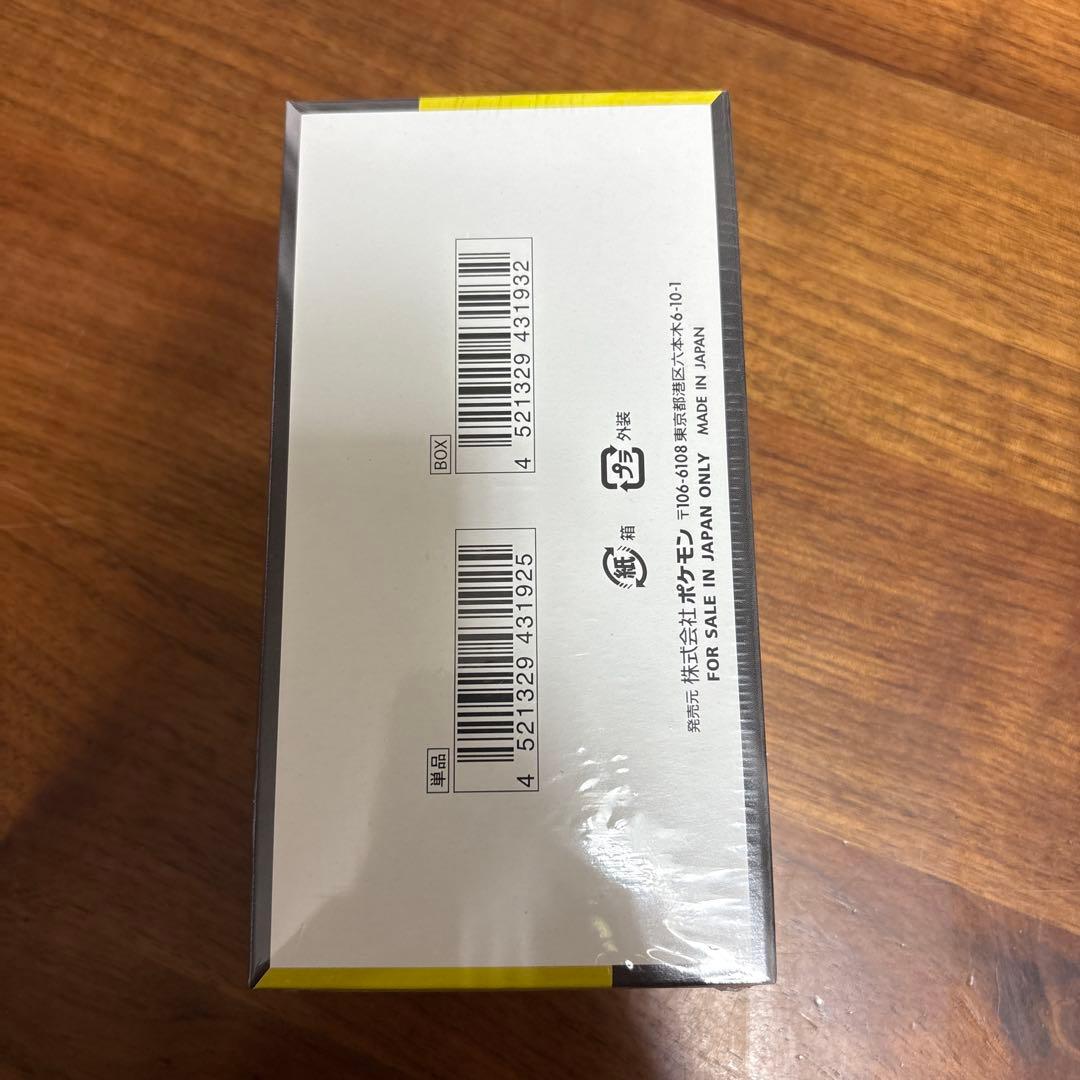 単品
4 521329 431925
BOX
4 521329 431932
紙 箱
プラ 外装
発売元 株式会社 ポケモン 〒106-6108 東京都港区六本木6-10-1
FOR SALE IN JAPAN ONLY MADE IN JAPAN